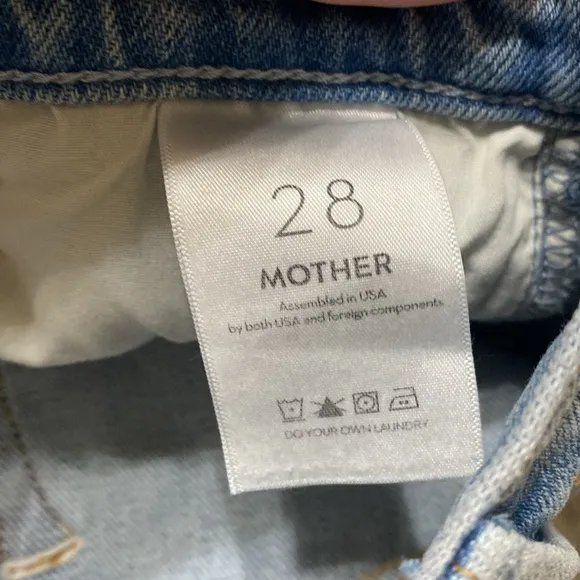 28
MOTHER
Assembled in USA
by both USA and foreign components
DO YOUR OWN LAUNDRY